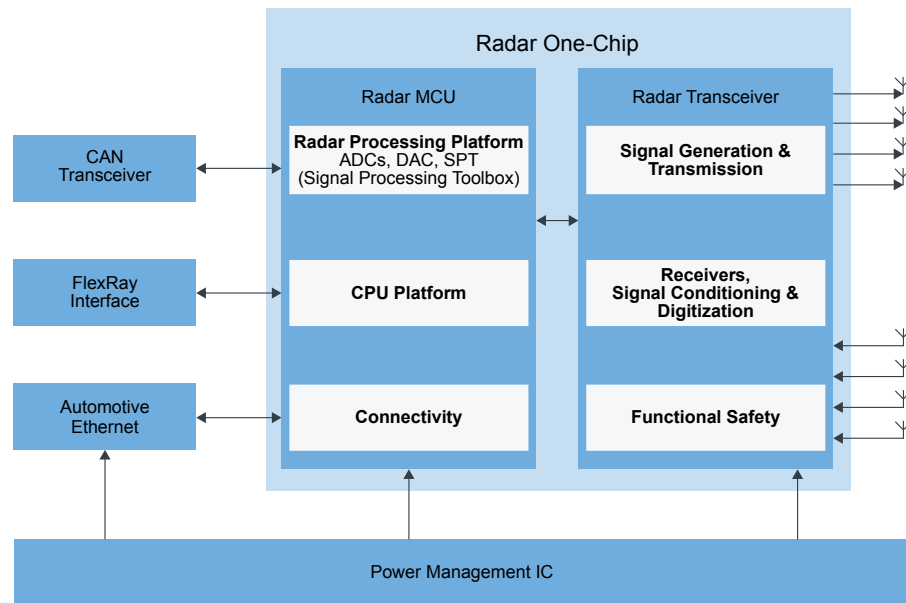 Radar One-Chip
Radar MCU
Radar Processing Platform
ADCs, DAC, SPT
(Signal Processing Toolbox)
CPU Platform
Connectivity
Radar Transceiver
Signal Generation &
Transmission
Receivers,
Signal Conditioning &
Digitization
Functional Safety
CAN
Transceiver
FlexRay
Interface
Automotive
Ethernet
Power Management IC